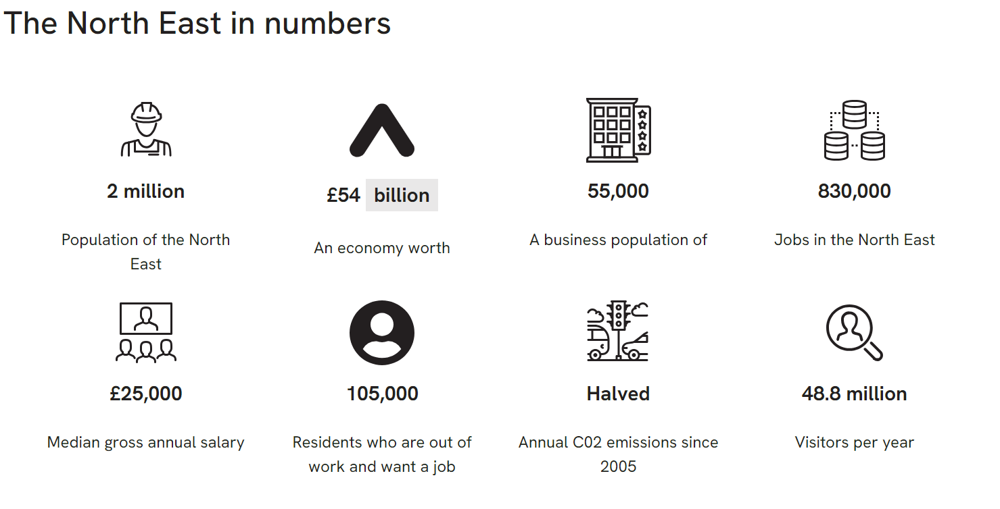 The North East in numbers
2 million
Population of the North
East
£54 billion
An economy worth
55,000
A business population of
830,000
Jobs in the North East
£25,000
Median gross annual salary
105,000
Residents who are out of
work and want a job
Halved
Annual C02 emissions since
2005
48.8 million
Visitors per year